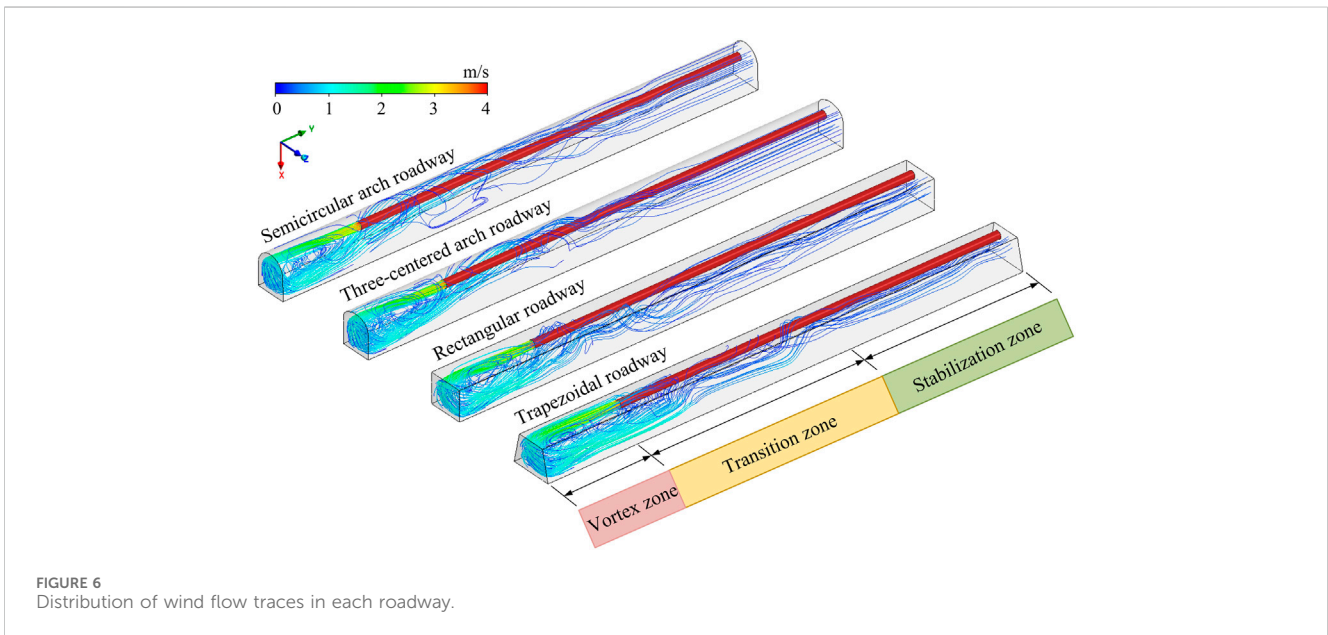 m/s
0 1 2 3 4
Y
Z
X
Semicircular arch roadway
Three-centered arch roadway
Rectangular roadway
Trapezoidal roadway
Vortex zone
Transition zone
Stabilization zone
FIGURE 6
Distribution of wind flow traces in each roadway.